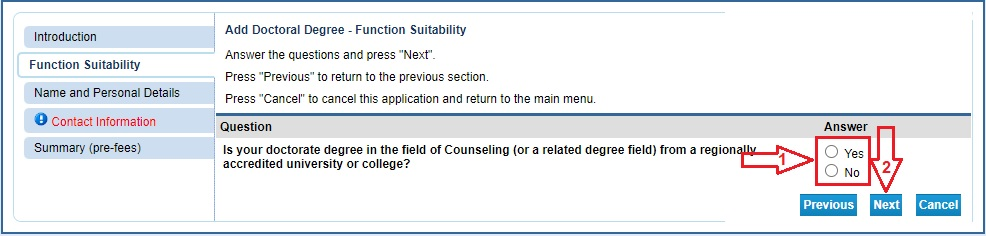 Introduction
Function Suitability
Name and Personal Details
Contact Information
Summary (pre-fees)
Add Doctoral Degree - Function Suitability
Answer the questions and press "Next".
Press "Previous" to return to the previous section.
Press "Cancel" to cancel this application and return to the main menu.
Question Answer
Is your doctorate degree in the field of Counseling (or a related degree field) from a regionally
accredited university or college?
1
Yes
No
2
Previous Next Cancel